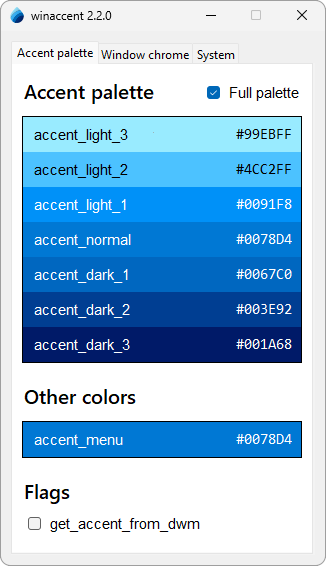 winaccent 2.2.0
Accent palette Window chrome System
Accent palette Full palette
accent_light_3 #99EBFF
accent_light_2 #4CC2FF
accent_light_1 #0091F8
accent_normal #0078D4
accent_dark_1 #0067C0
accent_dark_2 #003E92
accent_dark_3 #001A68
Other colors
accent_menu #0078D4
Flags
get_accent_from_dwm